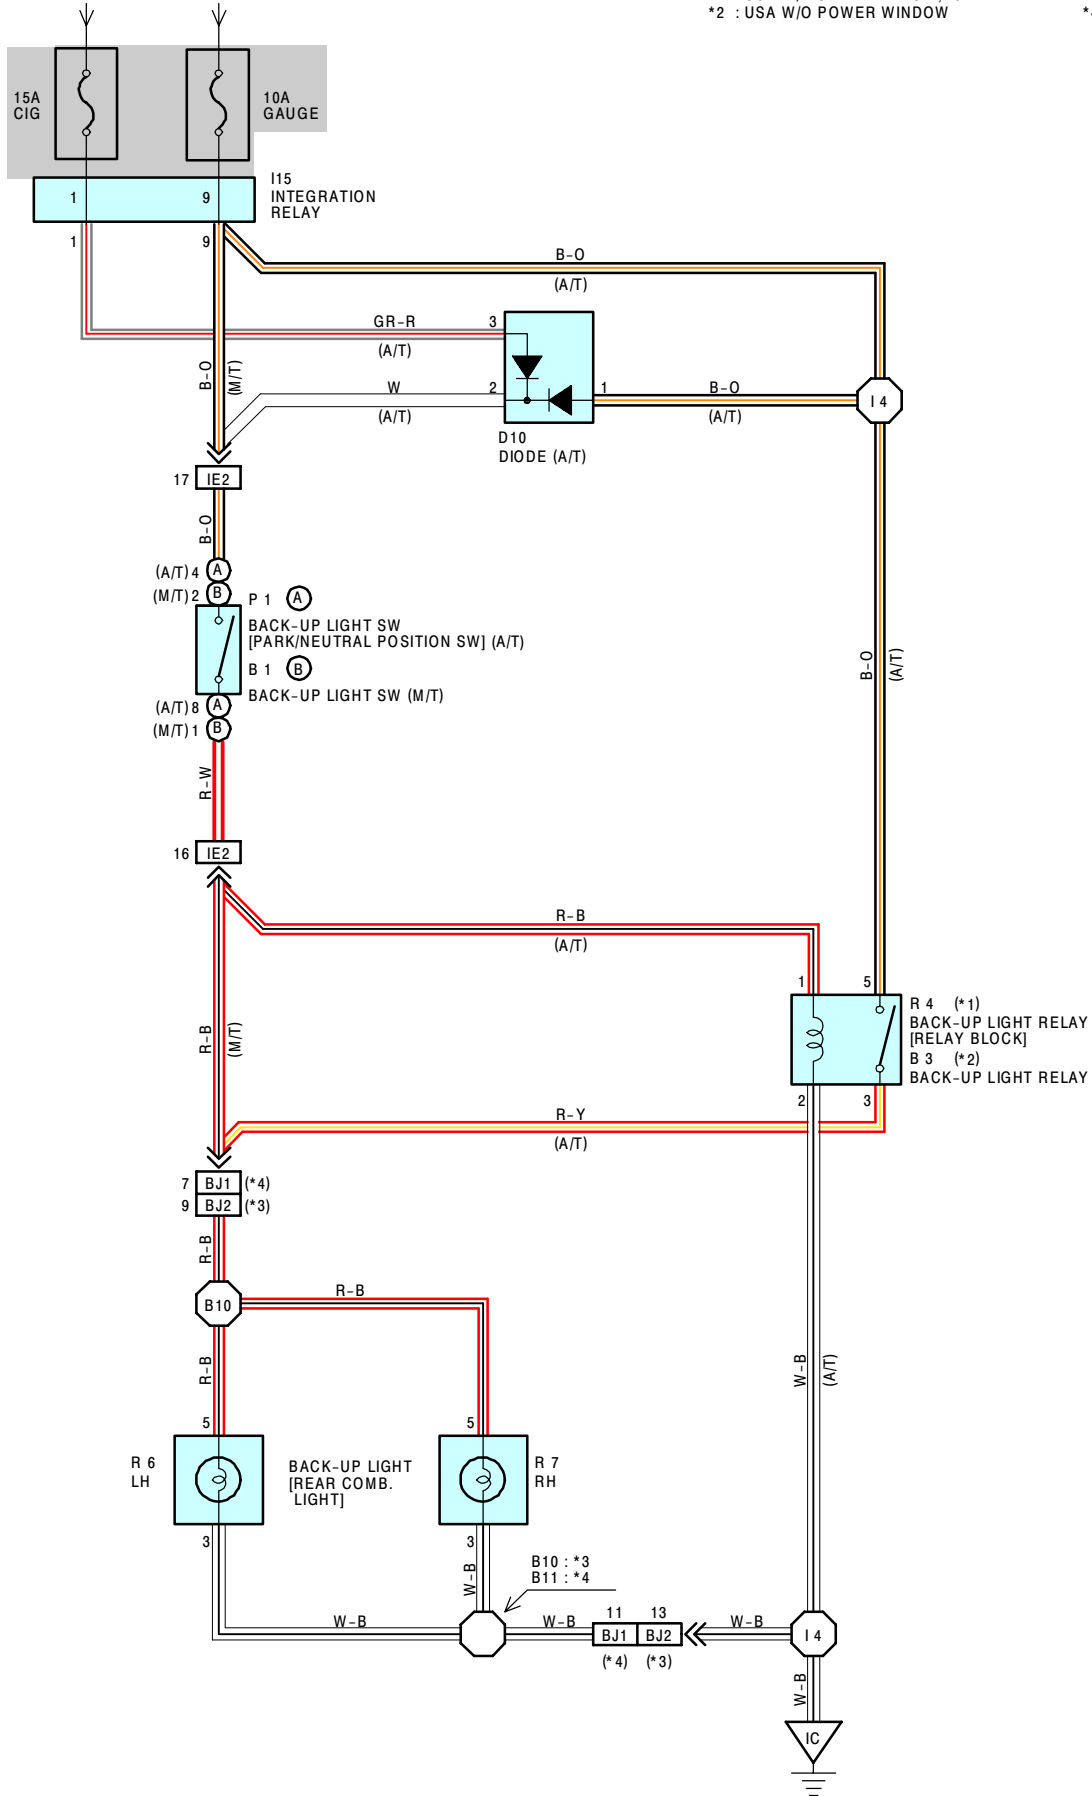 *2 : USA W/O POWER WINDOW
15A
CIG
10A
GAUGE
1
9
I15
INTEGRATION
RELAY
1
9
B-O
(A/T)
GR-R
3
(A/T)
B-O
(M/T)
W
2
1
B-O
(A/T)
(A/T)
I4
D10
DIODE (A/T)
17
IE2
B-O
(A/T) 4
A
(M/T) 2
B
P 1
A
BACK-UP LIGHT SW
[PARK/NEUTRAL POSITION SW] (A/T)
B 1
B
BACK-UP LIGHT SW (M/T)
(A/T) 8
A
(M/T) 1
B
B-O
(A/T)
R-W
16
IE2
R-B
(A/T)
1
5
R 4 (*1)
BACK-UP LIGHT RELAY
[RELAY BLOCK]
B 3 (*2)
BACK-UP LIGHT RELAY
R-B
(M/T)
2
3
R-Y
(A/T)
7
BJ1
(*4)
9
BJ2
(*3)
R-B
B10
R-B
R-B
W-B
(A/T)
5
5
R 6
LH
BACK-UP LIGHT
[REAR COMB.
LIGHT]
R 7
RH
3
3
W-B
B10 : *3
B11 : *4
W-B
W-B
11
13
BJ1
BJ2
(*4)
(*3)
W-B
I4
W-B
IC